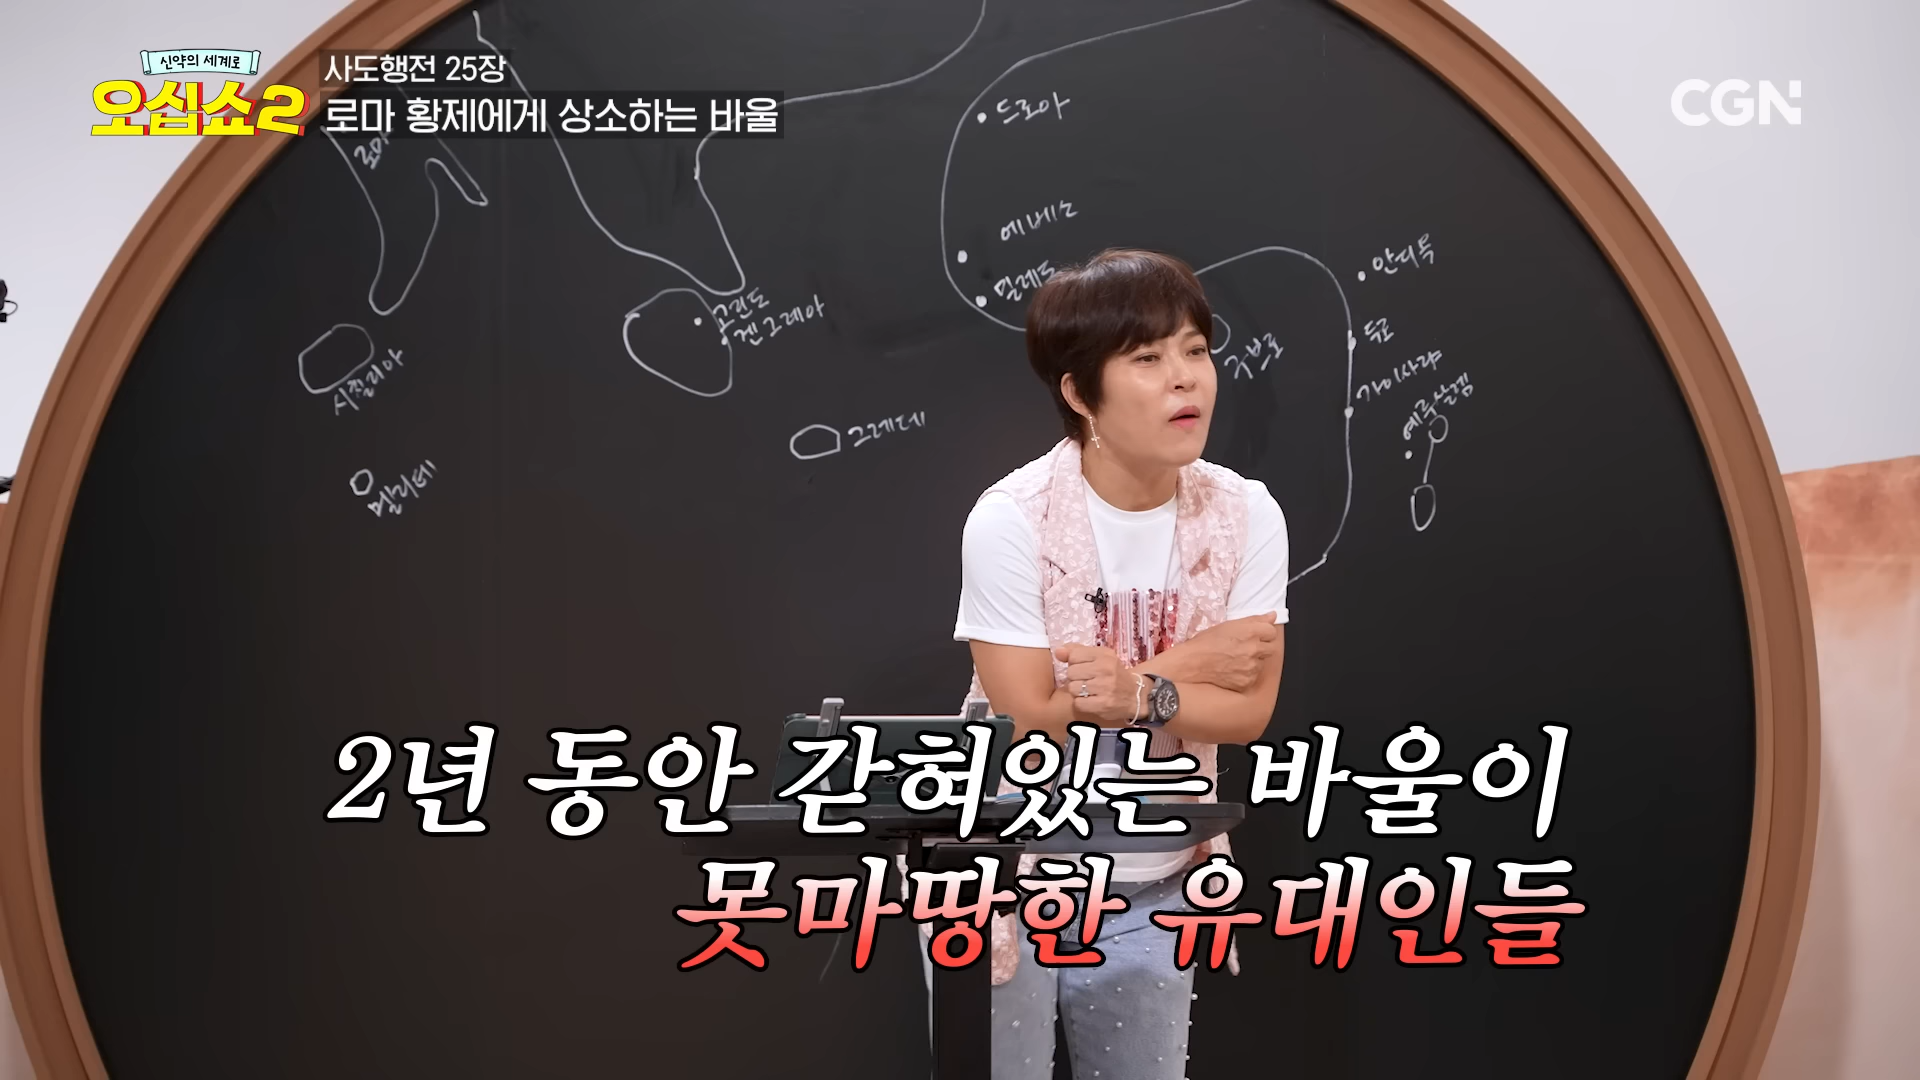 신약의 세계로
오십쇼2
사도행전 25장
로마 황제에게 상소하는 바울
CGN
로마
드로아
에베소
밀레도
안디옥
고린도
겐그레아
두로
구브로
가이사랴
시칠리아
예루살렘
그레데
멜리데
2년 동안 갇혀있는 바울이
못마땅한 유대인들